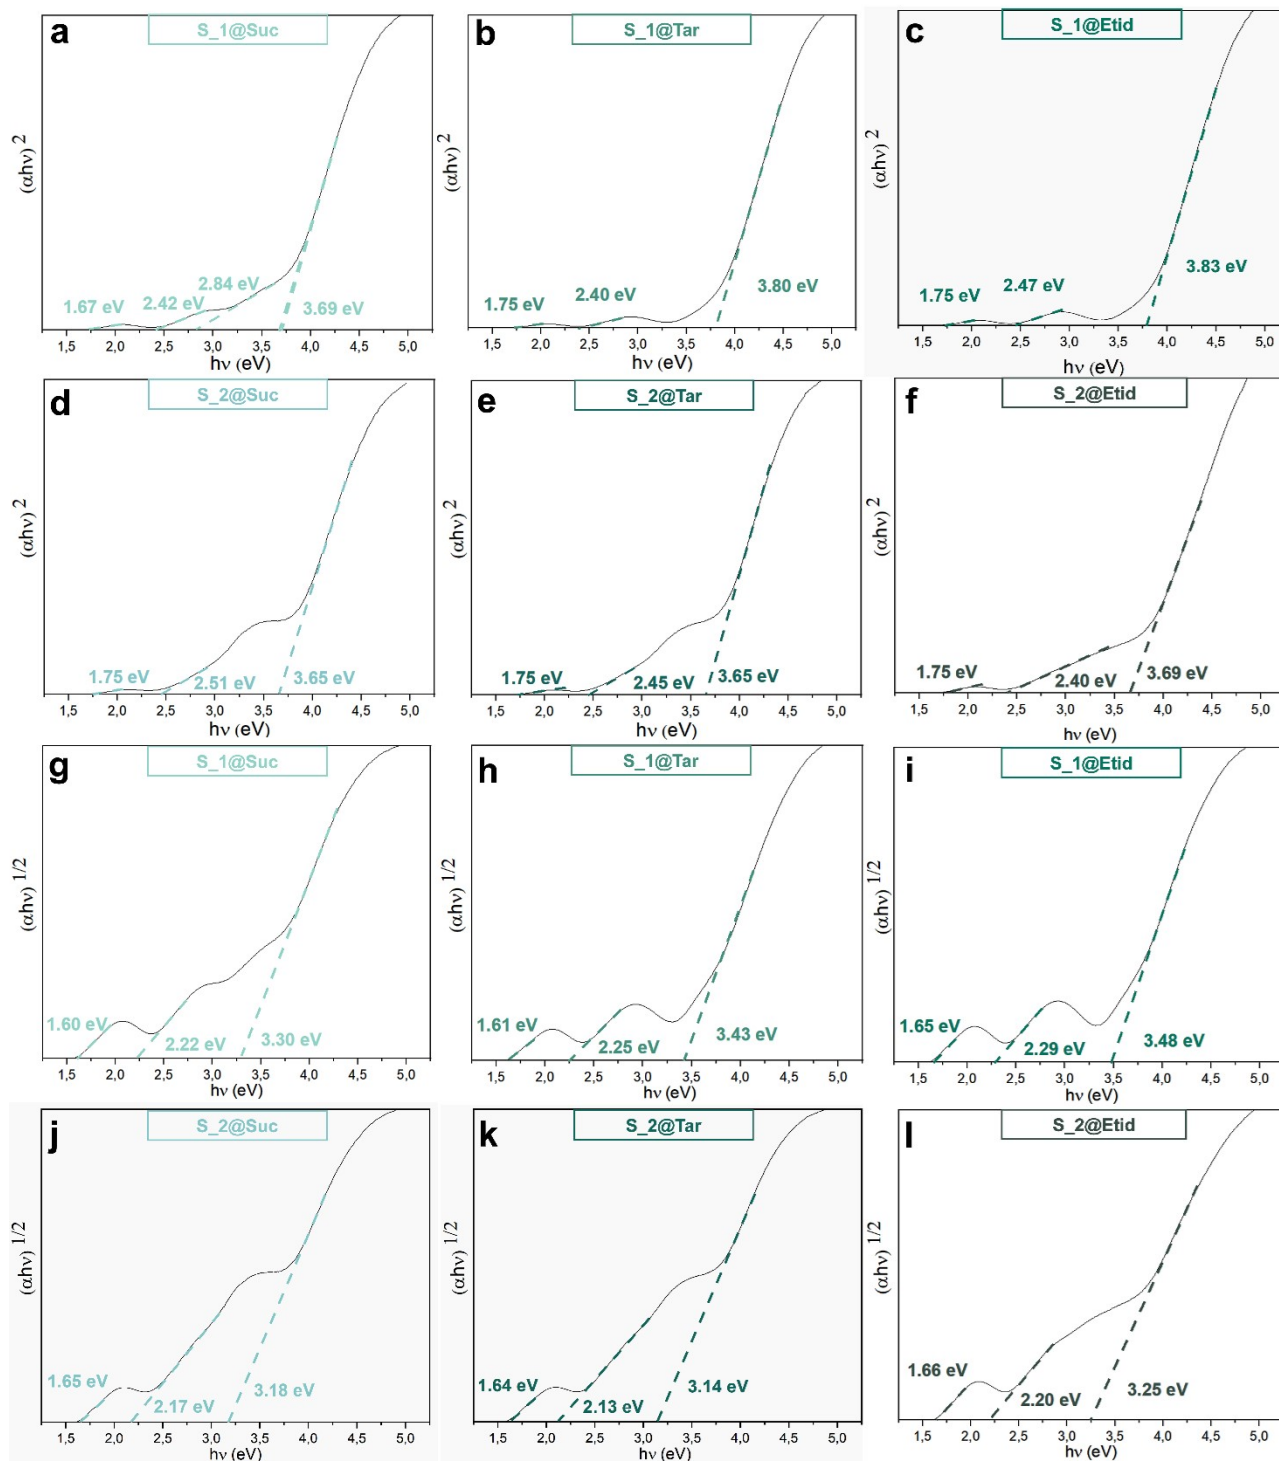 a
S_1@Suc
(αhν) 2
1.67 eV
2.42 eV
2.84 eV
3.69 eV
1,5 2,0 2,5 3,0 3,5 4,0 4,5 5,0
hν (eV)
b
S_1@Tar
(αhν) 2
1.75 eV
2.40 eV
3.80 eV
1,5 2,0 2,5 3,0 3,5 4,0 4,5 5,0
hν (eV)
c
S_1@Etid
(αhν) 2
1.75 eV
2.47 eV
3.83 eV
1,5 2,0 2,5 3,0 3,5 4,0 4,5 5,0
hν (eV)
d
S_2@Suc
(αhν) 2
1.75 eV
2.51 eV
3.65 eV
1,5 2,0 2,5 3,0 3,5 4,0 4,5 5,0
hν (eV)
e
S_2@Tar
(αhν) 2
1.75 eV
2.45 eV
3.65 eV
1,5 2,0 2,5 3,0 3,5 4,0 4,5 5,0
hν (eV)
f
S_2@Etid
(αhν) 2
1.75 eV
2.40 eV
3.69 eV
1,5 2,0 2,5 3,0 3,5 4,0 4,5 5,0
hν (eV)
g
S_1@Suc
(αhν) 1/2
1.60 eV
2.22 eV
3.30 eV
1,5 2,0 2,5 3,0 3,5 4,0 4,5 5,0
hν (eV)
h
S_1@Tar
(αhν) 1/2
1.61 eV
2.25 eV
3.43 eV
1,5 2,0 2,5 3,0 3,5 4,0 4,5 5,0
hν (eV)
i
S_1@Etid
(αhν) 1/2
1.65 eV
2.29 eV
3.48 eV
1,5 2,0 2,5 3,0 3,5 4,0 4,5 5,0
hν (eV)
j
S_2@Suc
(αhν) 1/2
1.65 eV
2.17 eV
3.18 eV
1,5 2,0 2,5 3,0 3,5 4,0 4,5 5,0
hν (eV)
k
S_2@Tar
(αhν) 1/2
1.64 eV
2.13 eV
3.14 eV
1,5 2,0 2,5 3,0 3,5 4,0 4,5 5,0
hν (eV)
l
S_2@Etid
(αhν) 1/2
1.66 eV
2.20 eV
3.25 eV
1,5 2,0 2,5 3,0 3,5 4,0 4,5 5,0
hν (eV)